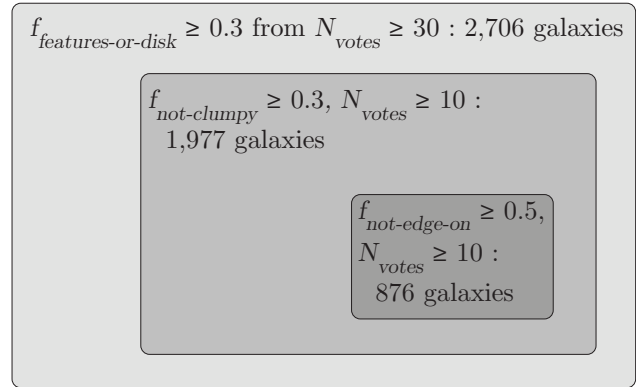 f_features-or-disk ≥ 0.3 from N_votes ≥ 30 : 2,706 galaxies
f_not-clumpy ≥ 0.3, N_votes ≥ 10 :
1,977 galaxies
f_not-edge-on ≥ 0.5,
N_votes ≥ 10 :
876 galaxies